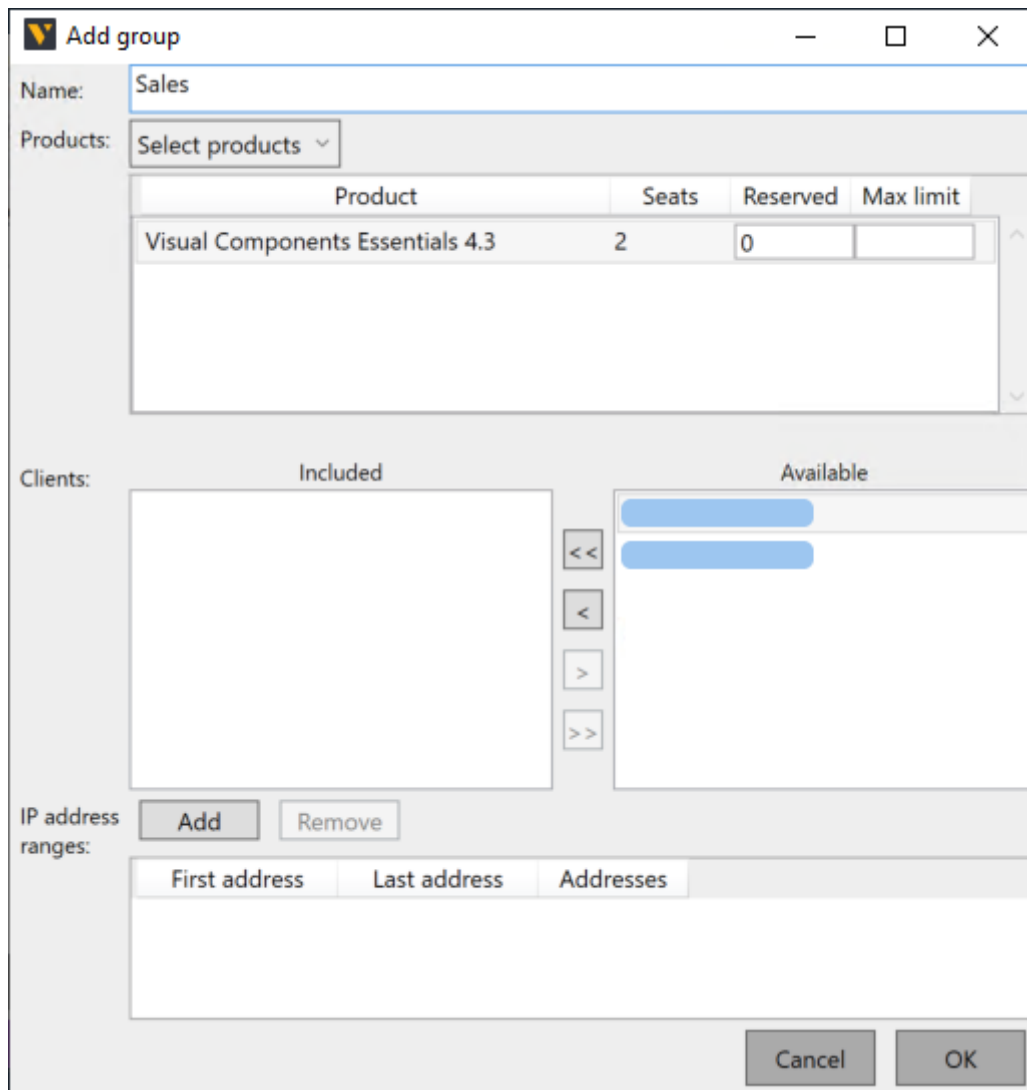 Add group
Name: Sales
Products: Select products
Product Seats Reserved Max limit
Visual Components Essentials 4.3 2 0
Clients: Included Available
<<
<
>
>>
IP address ranges: Add Remove
First address Last address Addresses
Cancel OK